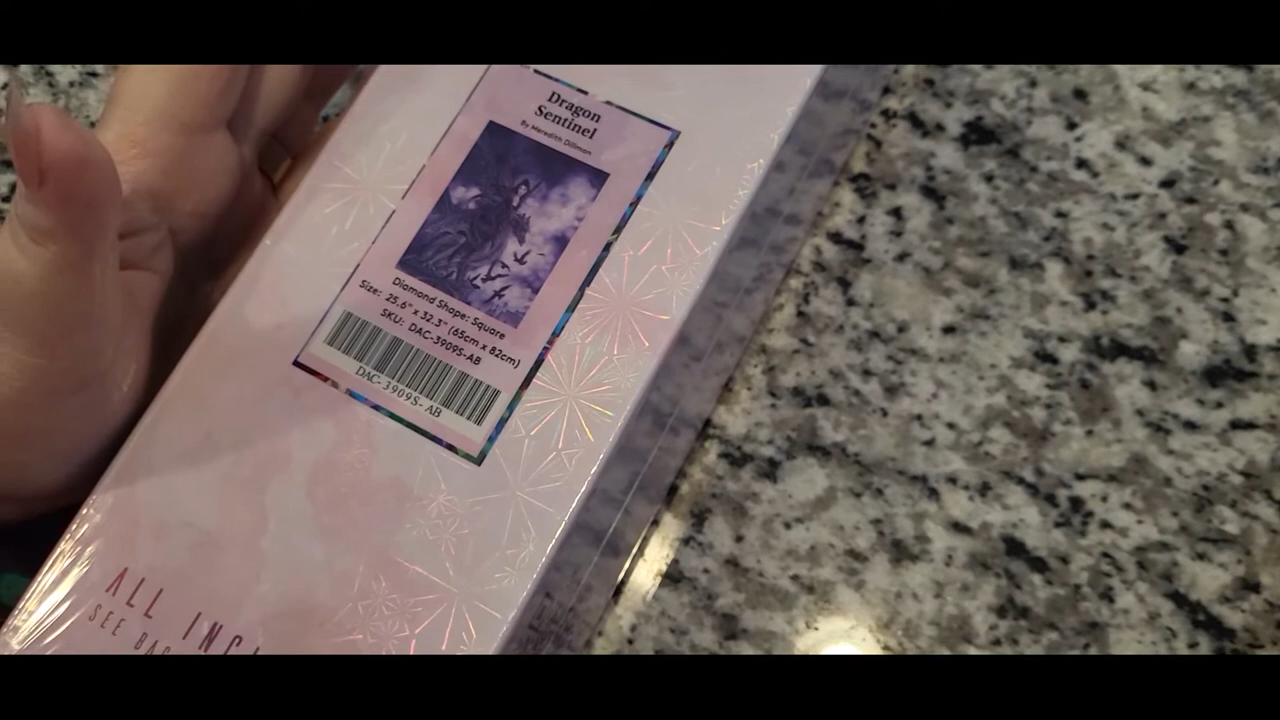 Dragon
Sentinel
By Meredith Dillman
Diamond Shape: Square
Size: 25,6" x 32.3" (65cm x 82cm)
SKU: DAC-3909S-AB
DAC-3909S-AB
ALL INC
SEE BAC